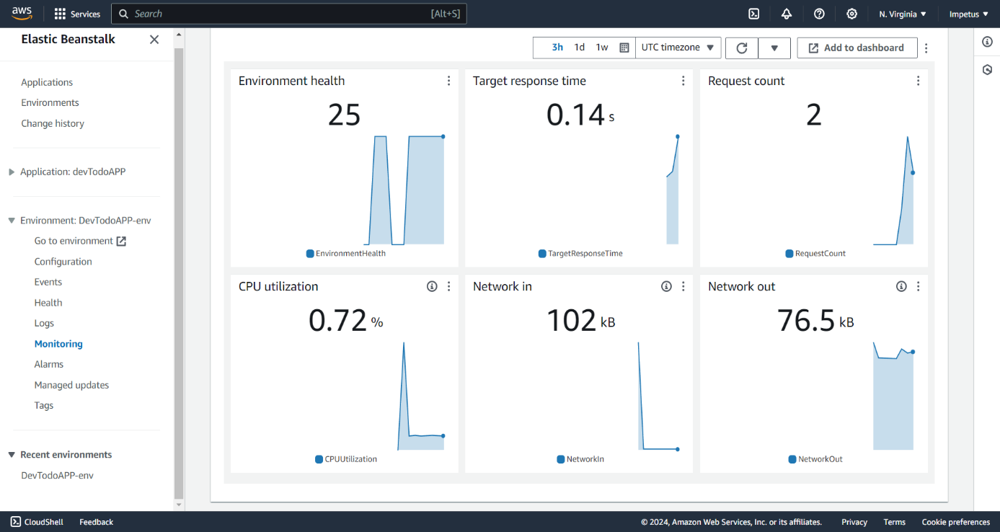 aws
Services
Search
[Alt+S]
N. Virginia
Impetus
Elastic Beanstalk
Applications
Environments
Change history
Application: devTodoAPP
Environment: DevTodoAPP-env
Go to environment
Configuration
Events
Health
Logs
Monitoring
Alarms
Managed updates
Tags
Recent environments
DevTodoAPP-env
3h 1d 1w
UTC timezone
Add to dashboard
Environment health
25
EnvironmentHealth
Target response time
0.14 s
TargetResponseTime
Request count
2
RequestCount
CPU utilization
0.72 %
CPUUtilization
Network in
102 kB
NetworkIn
Network out
76.5 kB
NetworkOut
CloudShell
Feedback
© 2024, Amazon Web Services, Inc. or its affiliates.
Privacy
Terms
Cookie preferences